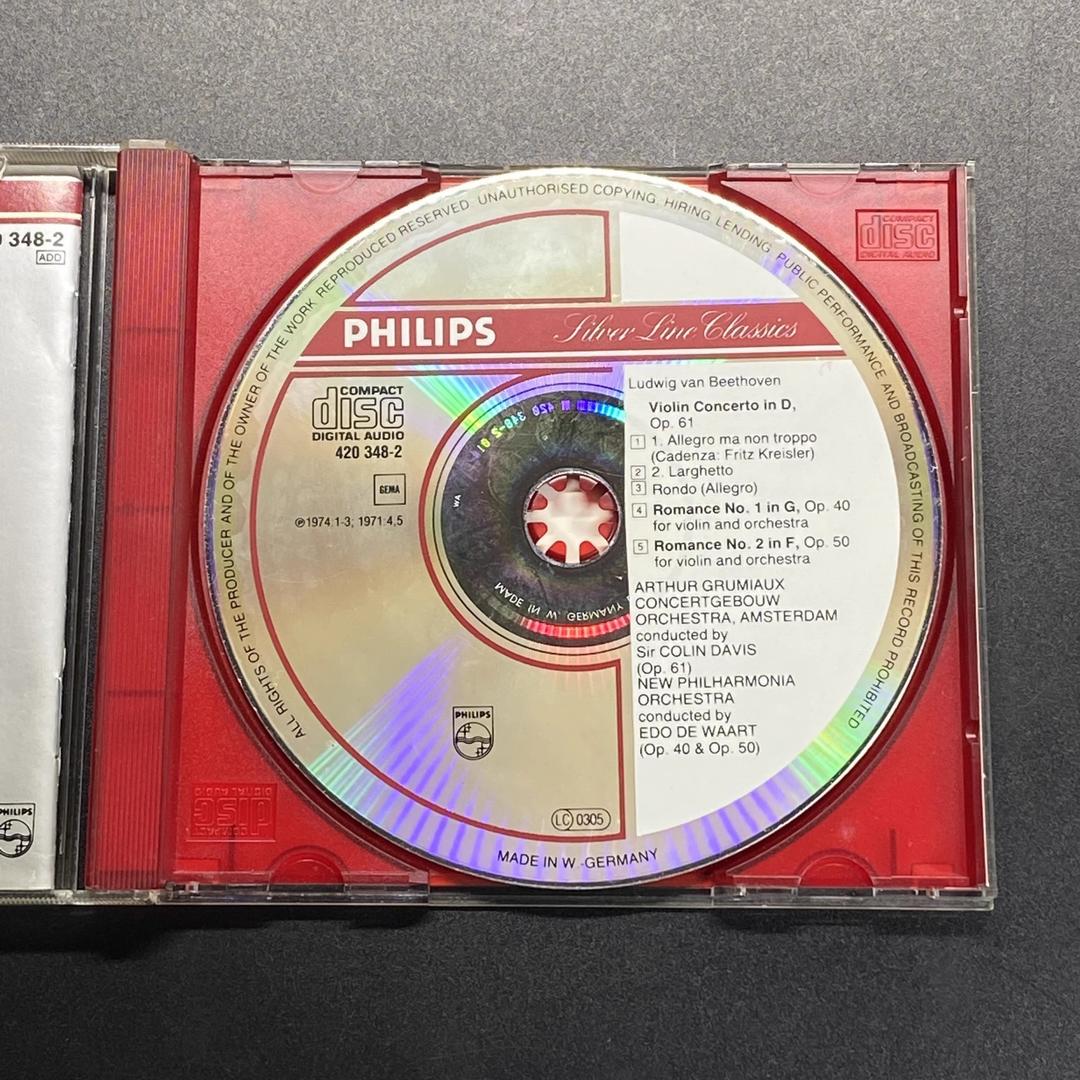 348-2
ADD
PHILIPS
COMPACT
disc
DIGITAL AUDIO
ALL RIGHTS OF THE PRODUCER AND OF THE OWNER OF THE WORK REPRODUCED RESERVED. UNAUTHORISED COPYING, HIRING, LENDING, PUBLIC PERFORMANCE AND BROADCASTING OF THIS RECORD PROHIBITED
PHILIPS Silver Line Classics
COMPACT
disc
DIGITAL AUDIO
420 348-2
GEMA
℗1974 1-3; 1971:4,5
Ludwig van Beethoven
Violin Concerto in D,
Op. 61
1 1. Allegro ma non troppo
(Cadenza: Fritz Kreisler)
2 2. Larghetto
3 Rondo (Allegro)
4 Romance No. 1 in G, Op. 40
for violin and orchestra
5 Romance No. 2 in F, Op. 50
for violin and orchestra
ARTHUR GRUMIAUX
CONCERTGEBOUW
ORCHESTRA, AMSTERDAM
conducted by
Sir COLIN DAVIS
(Op. 61)
NEW PHILHARMONIA
ORCHESTRA
conducted by
EDO DE WAART
(Op. 40 & Op. 50)
WA
MADE IN W. GERMANY
PHILIPS
LC 0305
MADE IN W.-GERMANY
COMPACT
disc
DIGITAL AUDIO